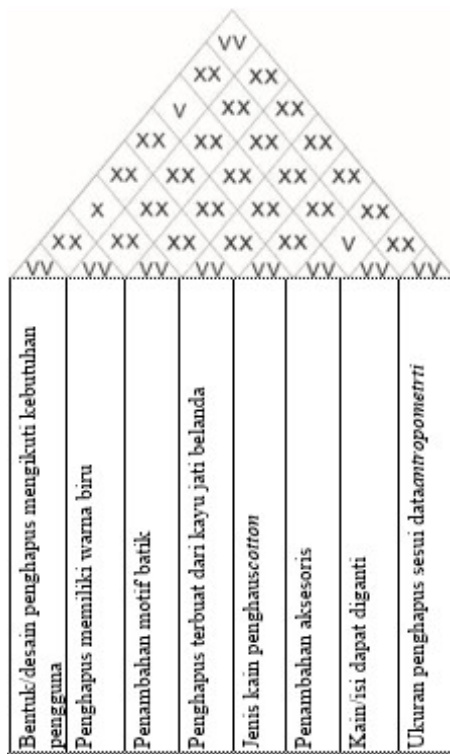 VV
XX XX
V XX XX
XX XX XX XX
XX XX XX XX XX
X XX XX XX XX XX
XX XX XX XX XX V XX
VV VV VV VV VV VV VV VV
Bentuk/desain penghapus mengikuti kebutuhan
pengguna
Penghapus memiliki warna biru
Penambahan motif batik
Penghapus terbuat dari kayu jati belanda
Jenis kain penghauscotton
Penambahan aksesoris
Kain/isi dapat diganti
Ukuran penghapus sesui dataantropometrti